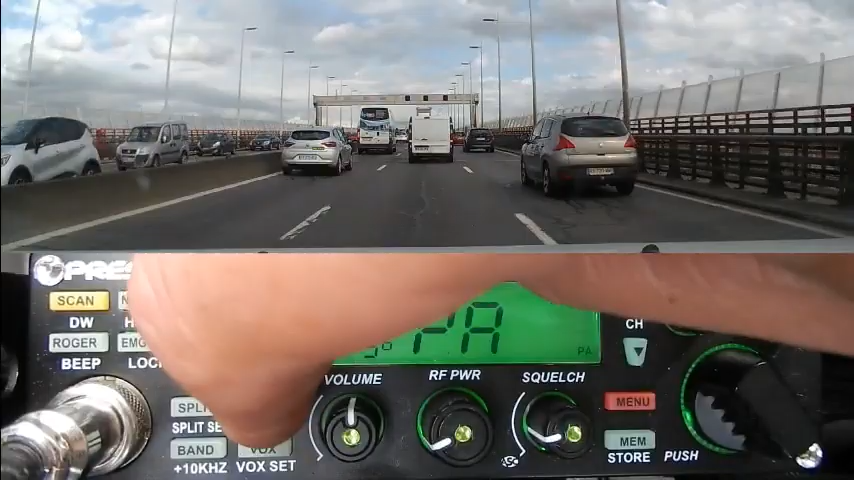 PRES
SCAN
DW
ROGER
EMG
BEEP
LOC
PA
PA
CH
VOLUME
RF PWR
SQUELCH
SPLIT
SPLIT SE
BAND
VOX
+10KHZ
VOX SET
MENU
MEM
STORE
PUSH